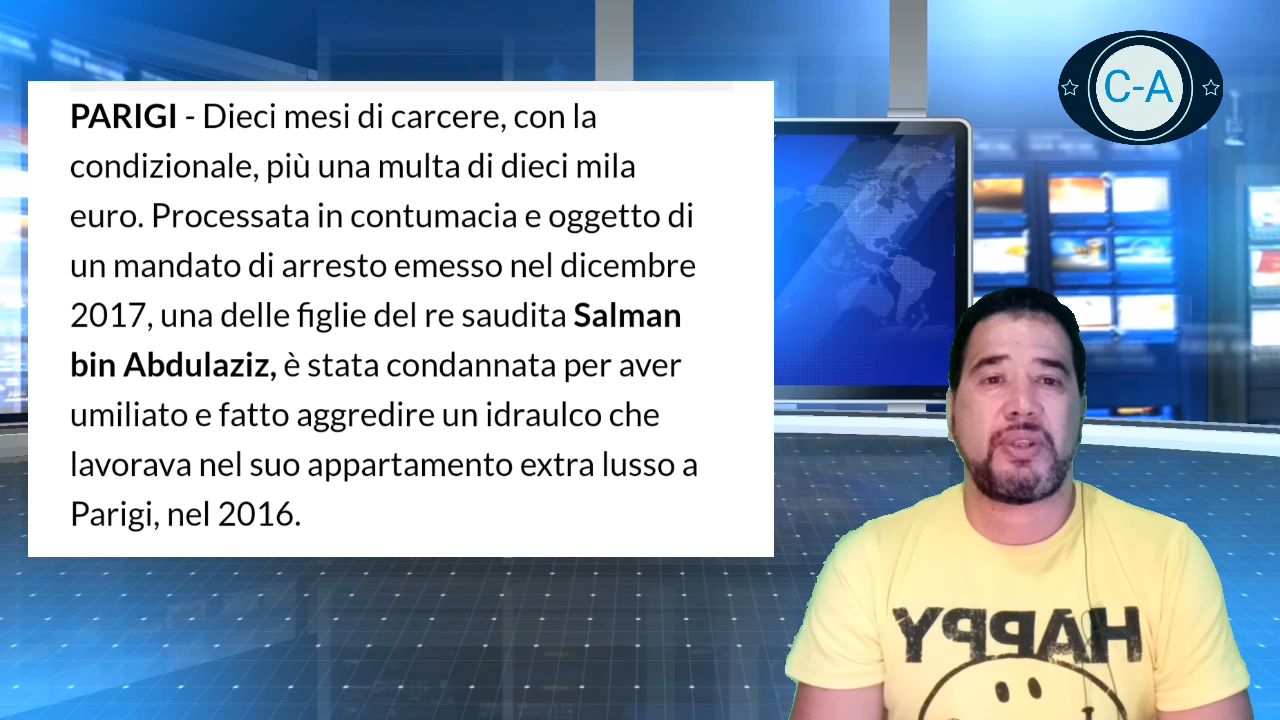 PARIGI - Dieci mesi di carcere, con la
condizionale, più una multa di dieci mila
euro. Processata in contumacia e oggetto di
un mandato di arresto emesso nel dicembre
2017, una delle figlie del re saudita Salman
bin Abdulaziz, è stata condannata per aver
umiliato e fatto aggredire un idraulco che
lavorava nel suo appartamento extra lusso a
Parigi, nel 2016.
C-A
HAPPY